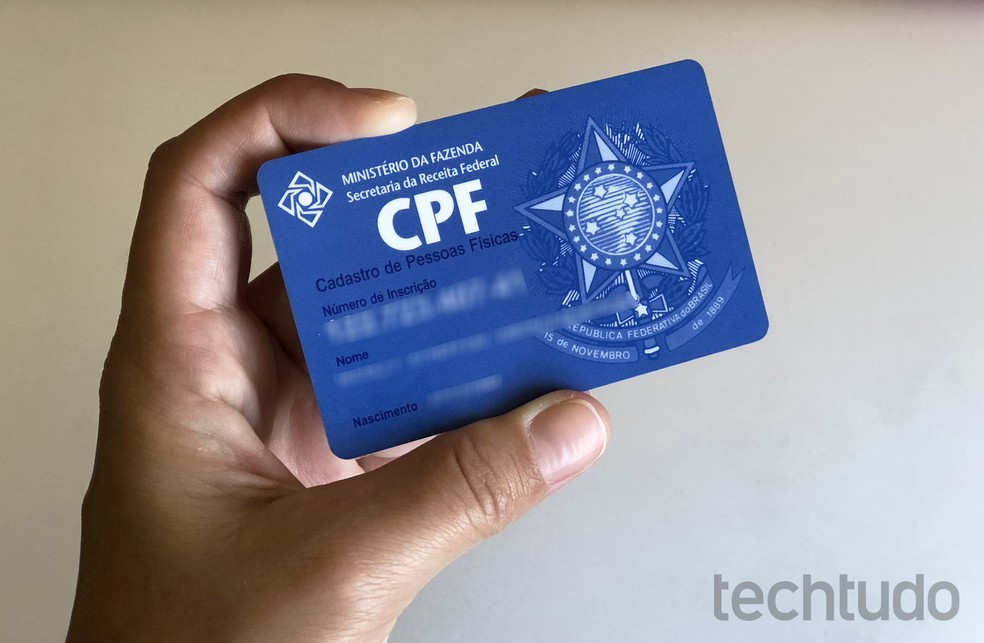 MINISTÉRIO DA FAZENDA
Secretaria da Receita Federal
CPF
Cadastro de Pessoas Físicas
Número de Inscrição
Nome
Nascimento
REPÚBLICA FEDERATIVA do BRASIL
15 de NOVEMBRO de 1889
techtudo